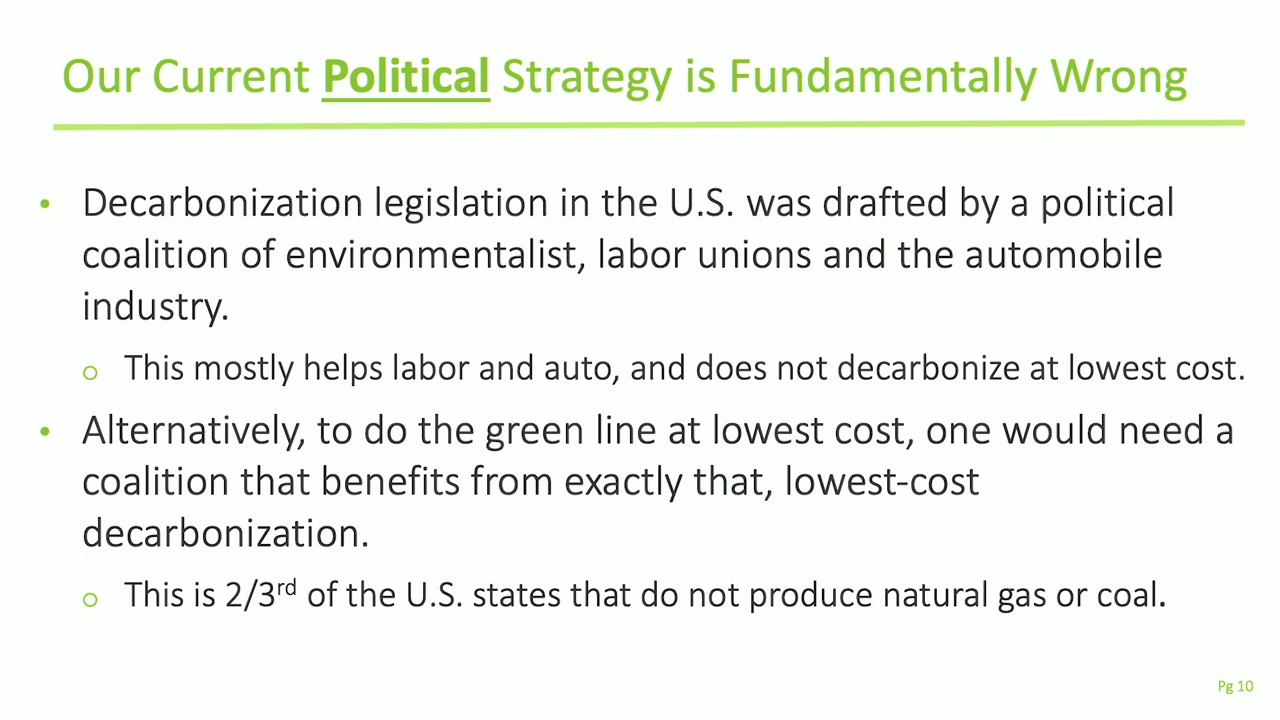 Our Current Political Strategy is Fundamentally Wrong
• Decarbonization legislation in the U.S. was drafted by a political
coalition of environmentalist, labor unions and the automobile
industry.
o This mostly helps labor and auto, and does not decarbonize at lowest cost.
• Alternatively, to do the green line at lowest cost, one would need a
coalition that benefits from exactly that, lowest-cost
decarbonization.
o This is 2/3rd of the U.S. states that do not produce natural gas or coal.
Pg 10